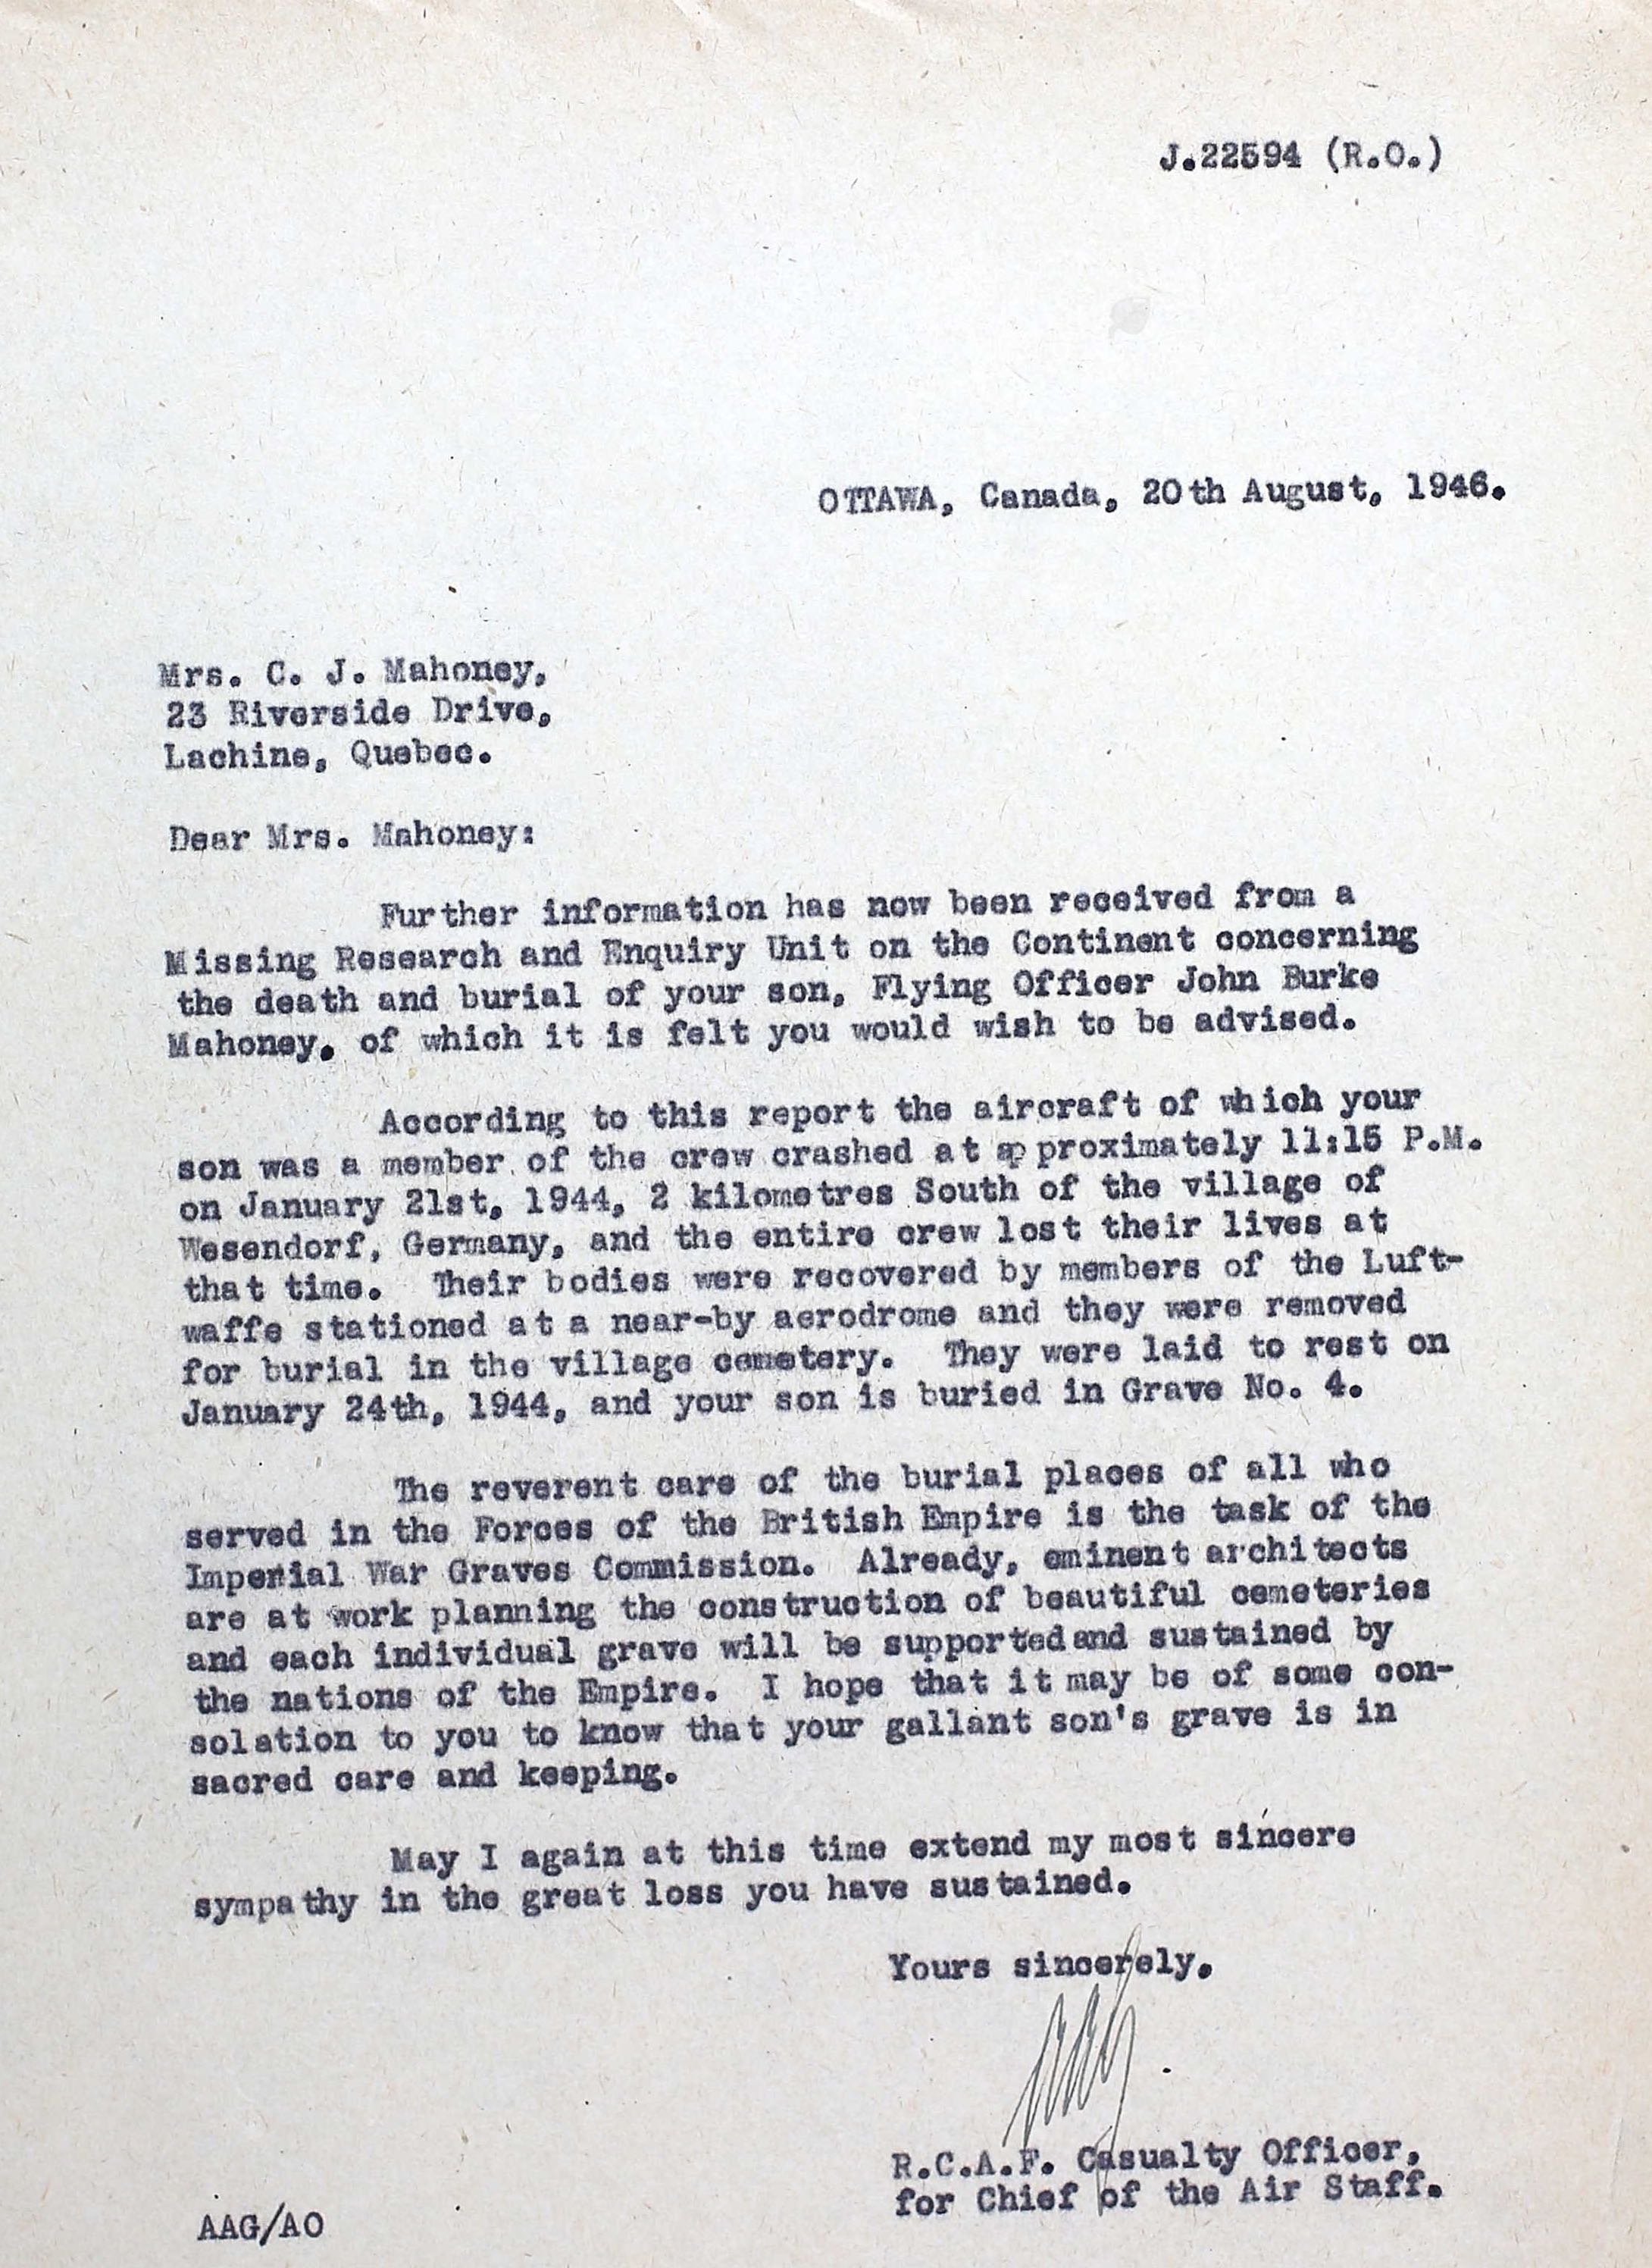 J.22594 (R.O.)
OTTAWA, Canada, 20th August, 1946.
Mrs. C. J. Mahoney,
23 Riverside Drive,
Lachine, Quebec.
Dear Mrs. Mahoney:
Further information has now been received from a
Missing Research and Enquiry Unit on the Continent concerning
the death and burial of your son, Flying Officer John Burke
Mahoney, of which it is felt you would wish to be advised.
According to this report the aircraft of which your
son was a member of the crew crashed at approximately 11:15 P.M.
on January 21st, 1944, 2 kilometres South of the village of
Wesendorf, Germany, and the entire crew lost their lives at
that time. Their bodies were recovered by members of the Luft-
waffe stationed at a near-by aerodrome and they were removed
for burial in the village cemetery. They were laid to rest on
January 24th, 1944, and your son is buried in Grave No. 4.
The reverent care of the burial places of all who
served in the Forces of the British Empire is the task of the
Imperial War Graves Commission. Already, eminent architects
are at work planning the construction of beautiful cemeteries
and each individual grave will be supported and sustained by
the nations of the Empire. I hope that it may be of some con-
solation to you to know that your gallant son's grave is in
sacred care and keeping.
May I again at this time extend my most sincere
sympathy in the great loss you have sustained.
Yours sincerely.
R.C.A.F. Casualty Officer,
for Chief of the Air Staff.
AAG/AO